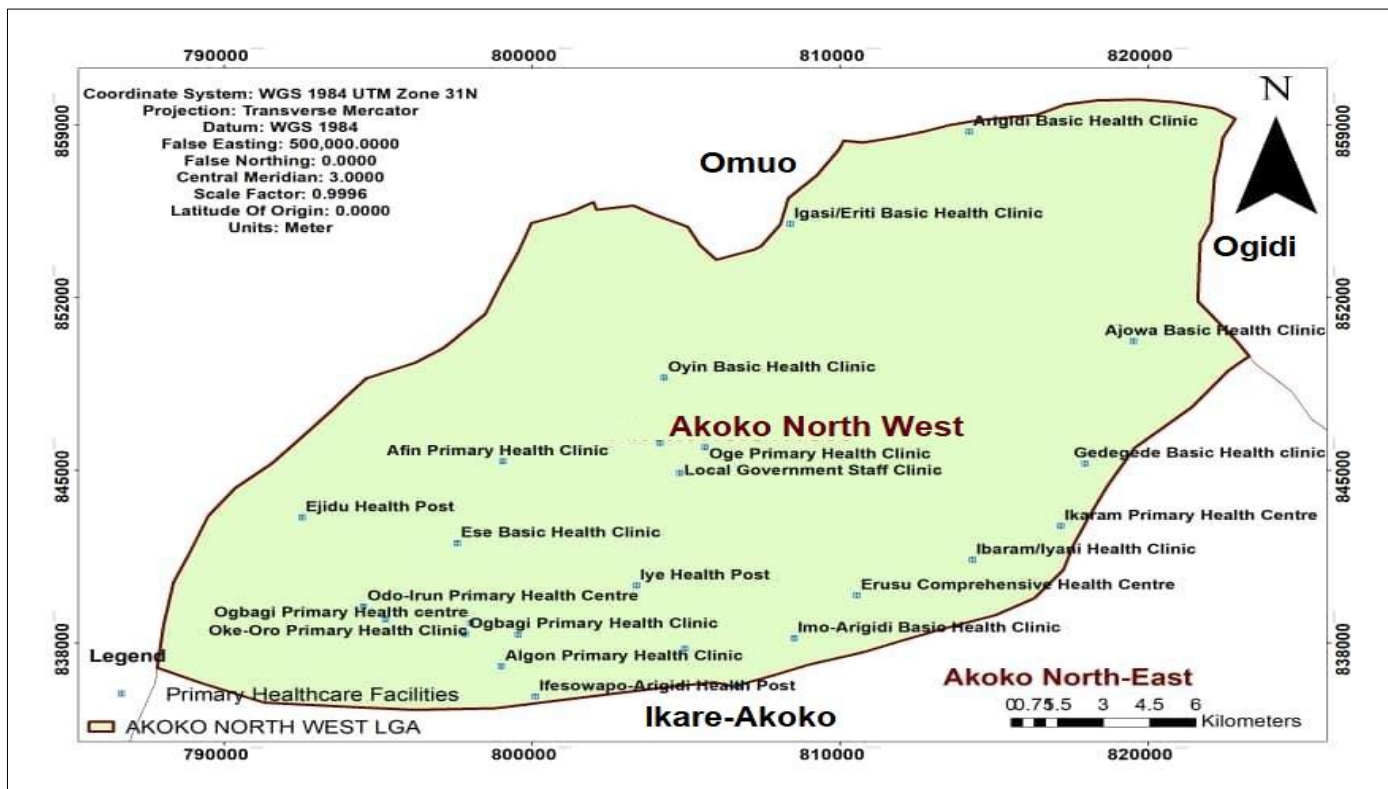 790000 800000 810000 820000
Coordinate System: WGS 1984 UTM Zone 31N
Projection: Transverse Mercator
Datum: WGS 1984
False Easting: 500,000.0000
False Northing: 0.0000
Central Meridian: 3.0000
Scale Factor: 0.9996
Latitude Of Origin: 0.0000
Units: Meter
N
859000
859000
Arigidi Basic Health Clinic
Omuo
Igasi/Eriti Basic Health Clinic
Ogidi
852000
852000
Ajowa Basic Health Clinic
Oyin Basic Health Clinic
Akoko North West
Afin Primary Health Clinic
Oge Primary Health Clinic
Gedegede Basic Health clinic
Local Government Staff Clinic
845000
845000
Ejidu Health Post
Ikaram Primary Health Centre
Ese Basic Health Clinic
Ibaram/Iyani Health Clinic
Iye Health Post
Erusu Comprehensive Health Centre
Odo-Irun Primary Health Centre
Ogbagi Primary Health centre
Ogbagi Primary Health Clinic
Oke-Oro Primary Health Clinic
Imo-Arigidi Basic Health Clinic
838000
838000
Legend
Algon Primary Health Clinic
Akoko North-East
Primary Healthcare Facilities
Ifesowapo-Arigidi Health Post
Ikare-Akoko
0 0.75 1.5 3 4.5 6
Kilometers
AKOKO NORTH WEST LGA
790000 800000 810000 820000